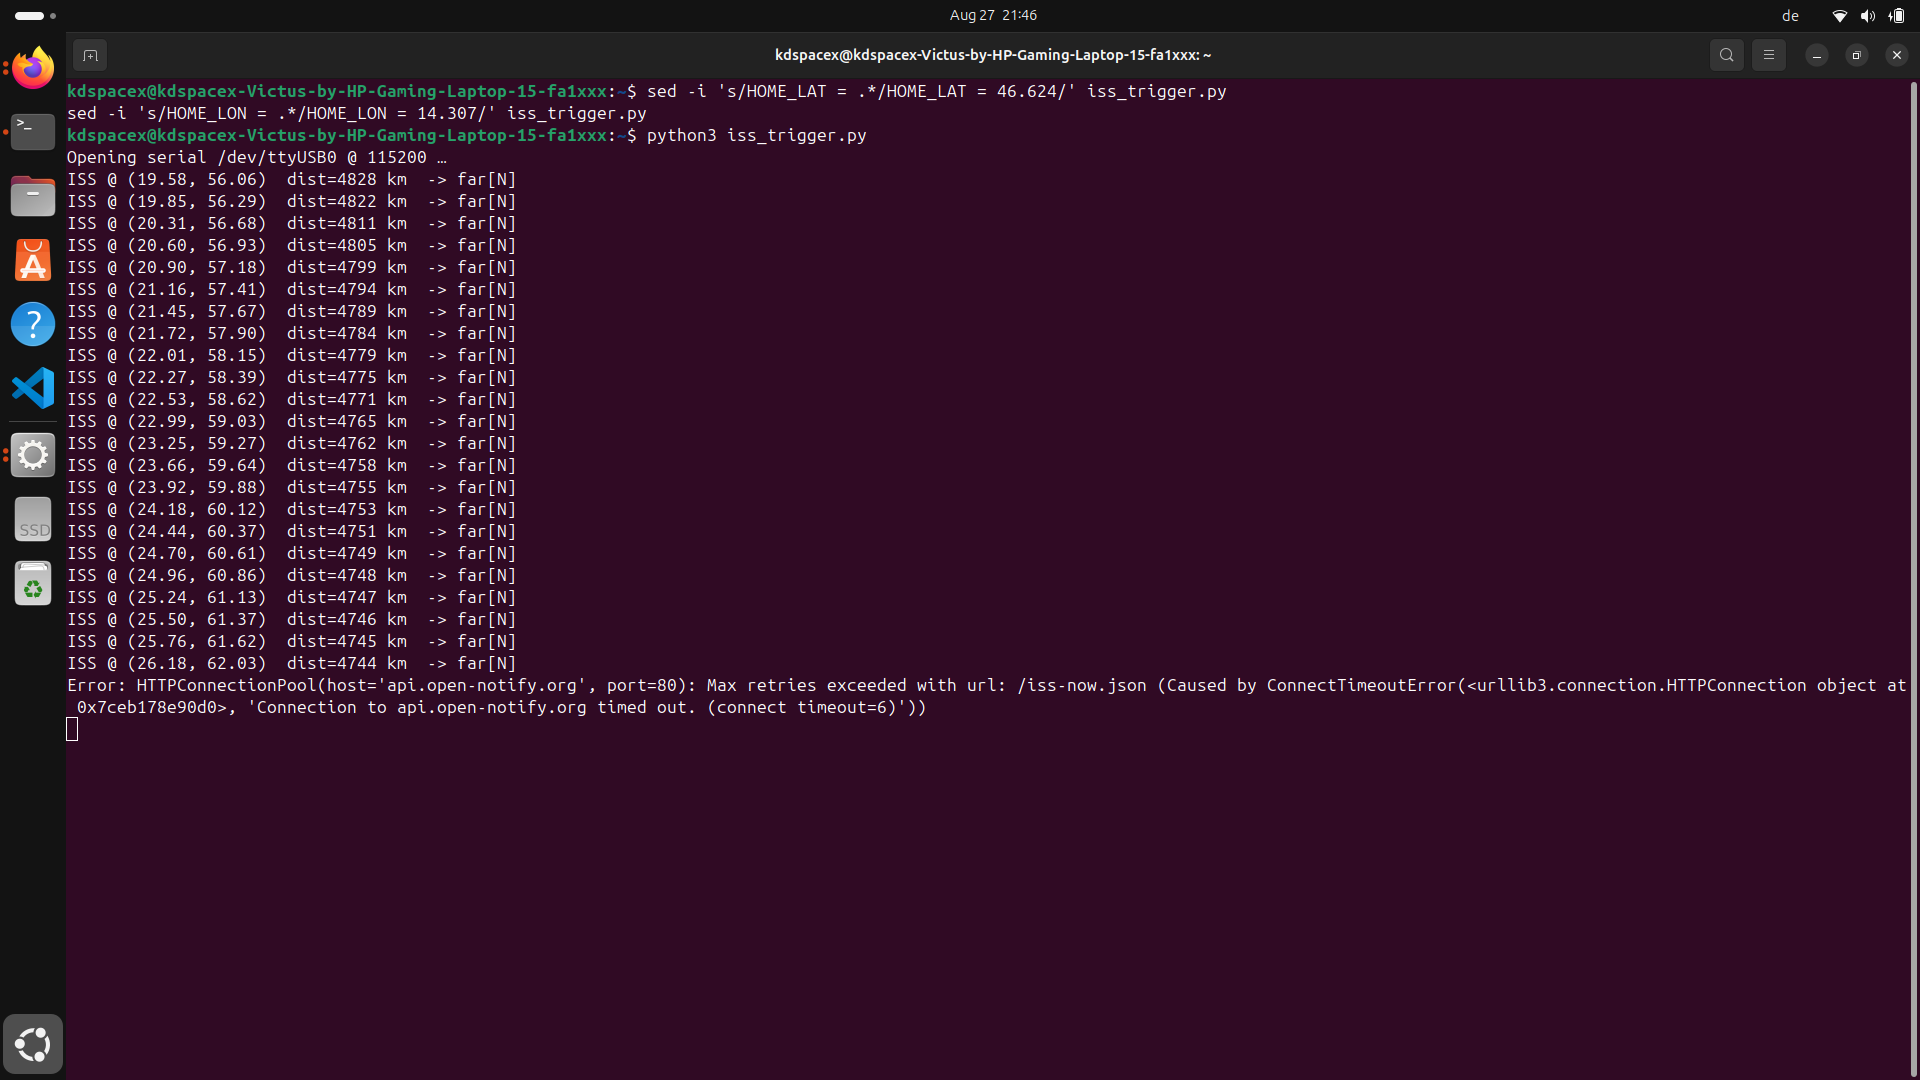 Aug 27 21:46
de
kdspacex@kdspacex-Victus-by-HP-Gaming-Laptop-15-fa1xxx: ~
kdspacex@kdspacex-Victus-by-HP-Gaming-Laptop-15-fa1xxx:~$ sed -i 's/HOME_LAT = .*/HOME_LAT = 46.624/' iss_trigger.py
sed -i 's/HOME_LON = .*/HOME_LON = 14.307/' iss_trigger.py
kdspacex@kdspacex-Victus-by-HP-Gaming-Laptop-15-fa1xxx:~$ python3 iss_trigger.py
Opening serial /dev/ttyUSB0 @ 115200 …
ISS @ (19.58, 56.06)  dist=4828 km  -> far[N]
ISS @ (19.85, 56.29)  dist=4822 km  -> far[N]
ISS @ (20.31, 56.68)  dist=4811 km  -> far[N]
ISS @ (20.60, 56.93)  dist=4805 km  -> far[N]
ISS @ (20.90, 57.18)  dist=4799 km  -> far[N]
ISS @ (21.16, 57.41)  dist=4794 km  -> far[N]
ISS @ (21.45, 57.67)  dist=4789 km  -> far[N]
ISS @ (21.72, 57.90)  dist=4784 km  -> far[N]
ISS @ (22.01, 58.15)  dist=4779 km  -> far[N]
ISS @ (22.27, 58.39)  dist=4775 km  -> far[N]
ISS @ (22.53, 58.62)  dist=4771 km  -> far[N]
ISS @ (22.99, 59.03)  dist=4765 km  -> far[N]
ISS @ (23.25, 59.27)  dist=4762 km  -> far[N]
ISS @ (23.66, 59.64)  dist=4758 km  -> far[N]
ISS @ (23.92, 59.88)  dist=4755 km  -> far[N]
ISS @ (24.18, 60.12)  dist=4753 km  -> far[N]
ISS @ (24.44, 60.37)  dist=4751 km  -> far[N]
ISS @ (24.70, 60.61)  dist=4749 km  -> far[N]
ISS @ (24.96, 60.86)  dist=4748 km  -> far[N]
ISS @ (25.24, 61.13)  dist=4747 km  -> far[N]
ISS @ (25.50, 61.37)  dist=4746 km  -> far[N]
ISS @ (25.76, 61.62)  dist=4745 km  -> far[N]
ISS @ (26.18, 62.03)  dist=4744 km  -> far[N]
Error: HTTPConnectionPool(host='api.open-notify.org', port=80): Max retries exceeded with url: /iss-now.json (Caused by ConnectTimeoutError(<urllib3.connection.HTTPConnection object at
 0x7ceb178e90d0>, 'Connection to api.open-notify.org timed out. (connect timeout=6)'))
SSD